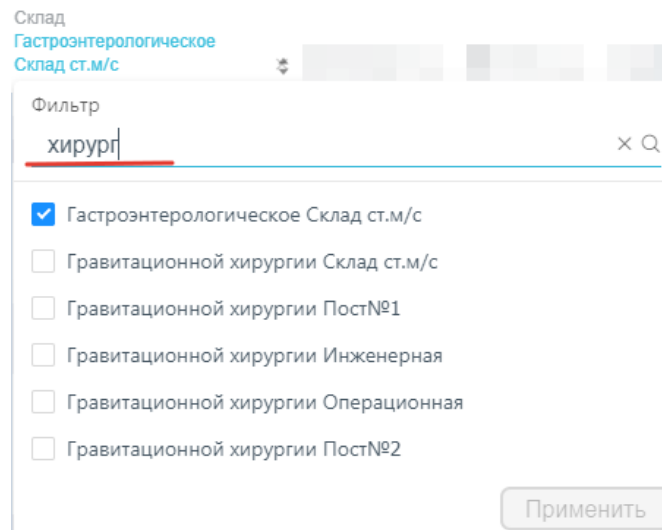 Склад
Гастроэнтерологическое
Склад ст.м/с
Фильтр
хирург
Гастроэнтерологическое Склад ст.м/с
Гравитационной хирургии Склад ст.м/с
Гравитационной хирургии Пост№1
Гравитационной хирургии Инженерная
Гравитационной хирургии Операционная
Гравитационной хирургии Пост№2
Применить